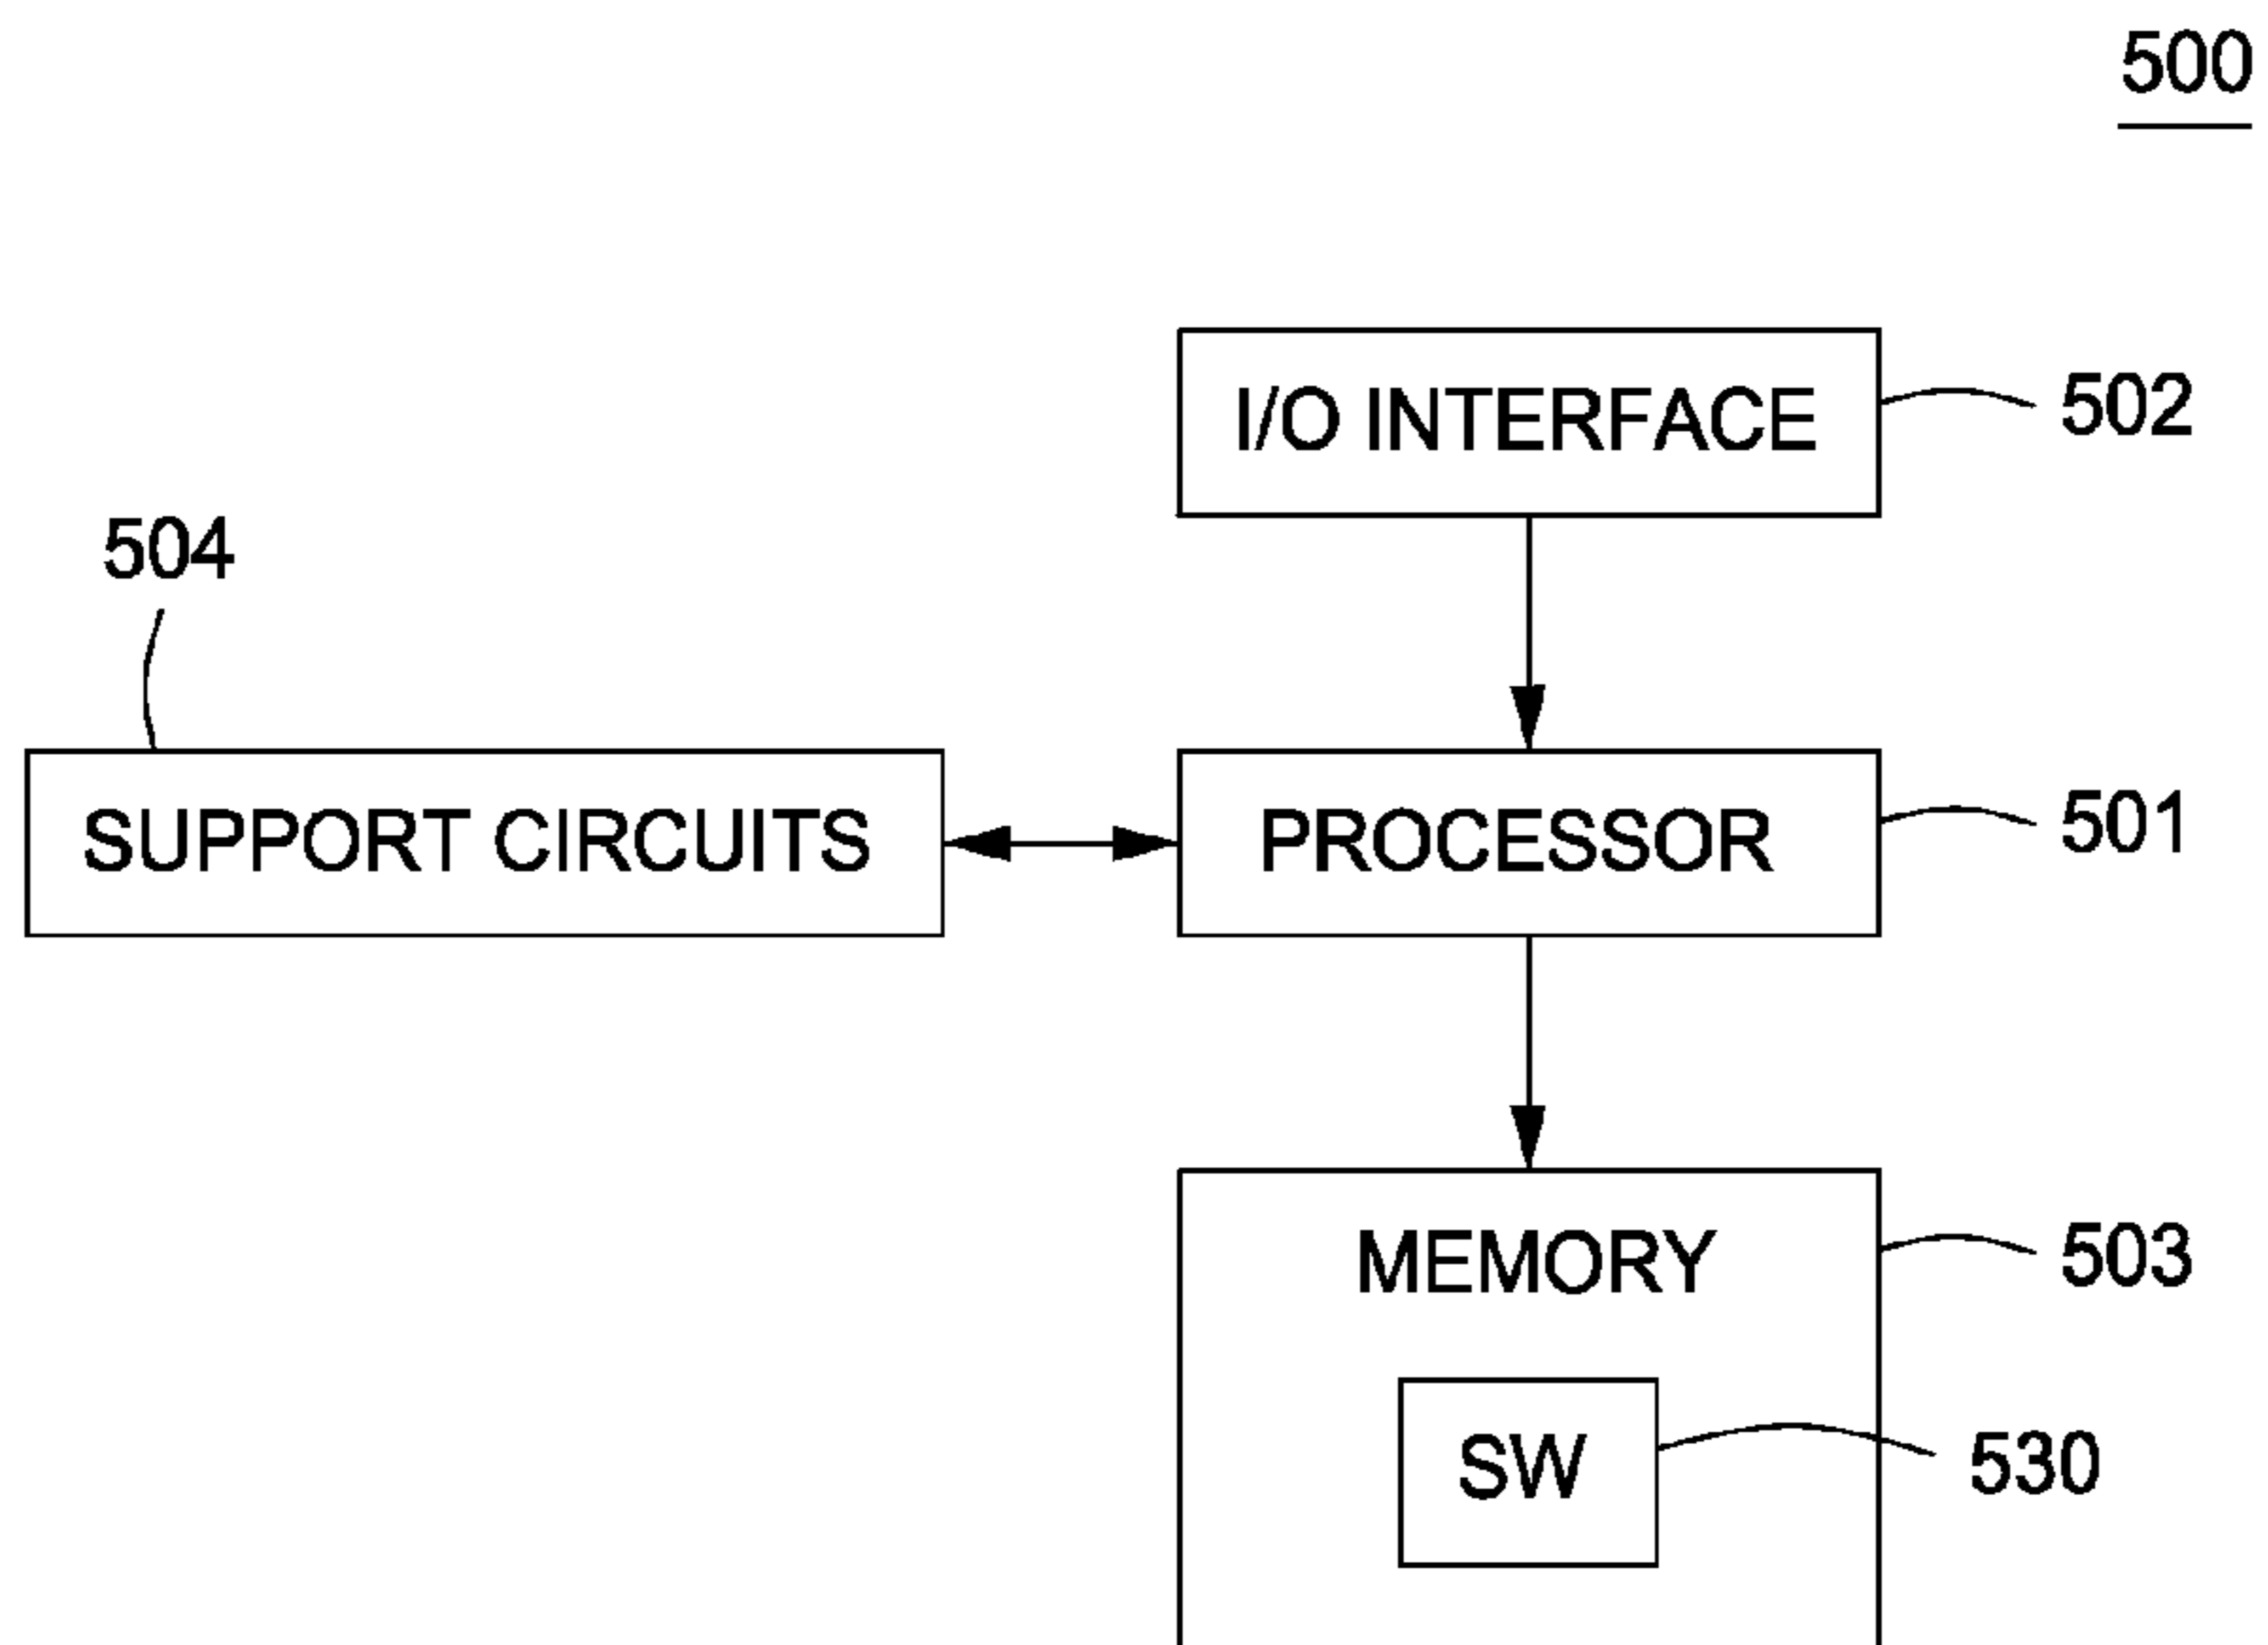 500
I/O INTERFACE
502
504
SUPPORT CIRCUITS
PROCESSOR
501
MEMORY
503
SW
530